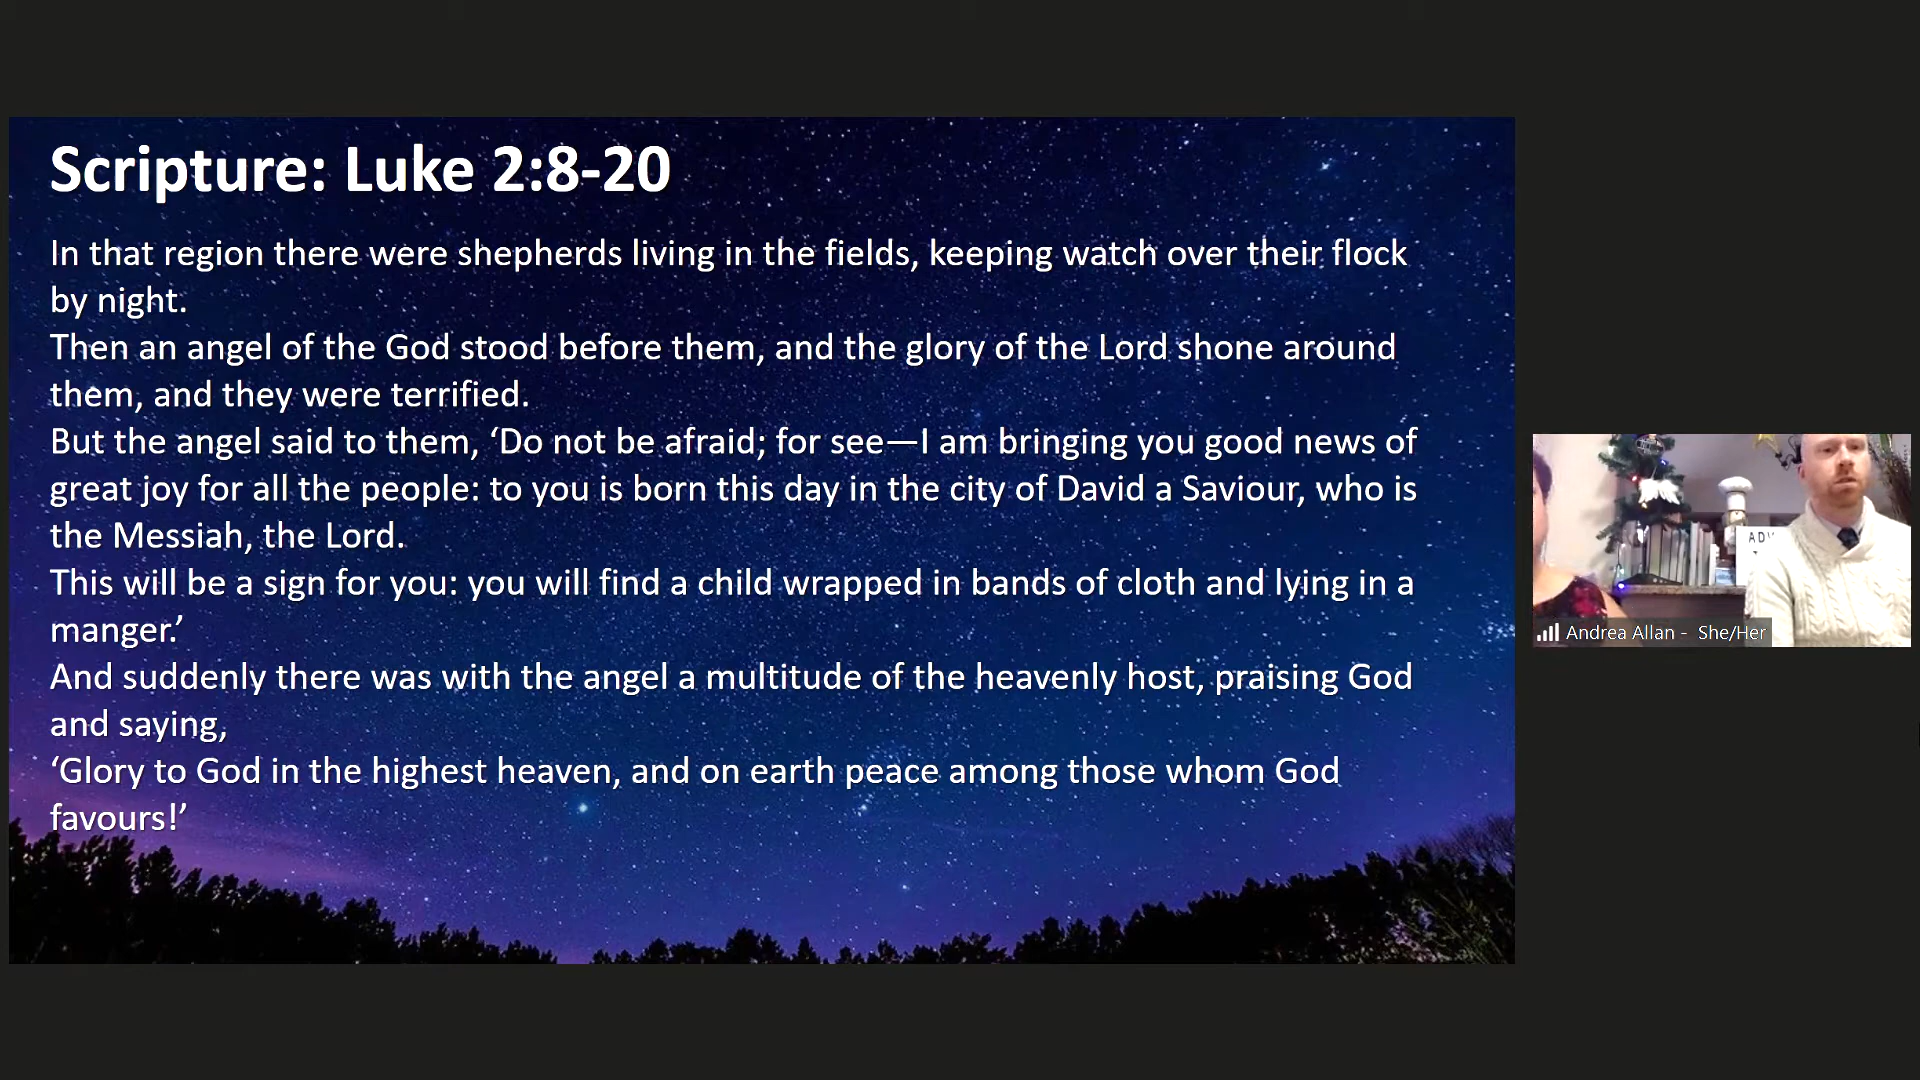 Scripture: Luke 2:8-20
In that region there were shepherds living in the fields, keeping watch over their flock
by night.
Then an angel of the God stood before them, and the glory of the Lord shone around
them, and they were terrified.
But the angel said to them, ‘Do not be afraid; for see—I am bringing you good news of
great joy for all the people: to you is born this day in the city of David a Saviour, who is
the Messiah, the Lord.
This will be a sign for you: you will find a child wrapped in bands of cloth and lying in a
manger.’
And suddenly there was with the angel a multitude of the heavenly host, praising God
and saying,
‘Glory to God in the highest heaven, and on earth peace among those whom God
favours!’
Andrea Allan - She/Her